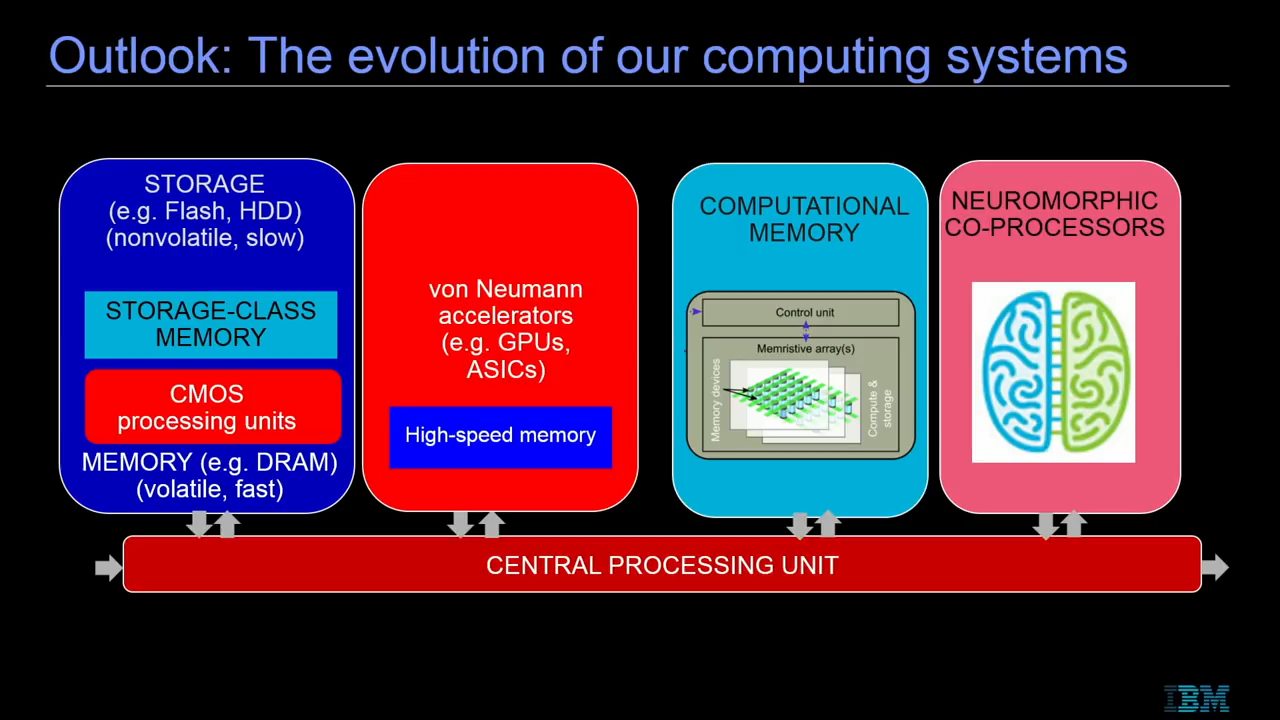 Outlook: The evolution of our computing systems
STORAGE
(e.g. Flash, HDD)
(nonvolatile, slow)
STORAGE-CLASS
MEMORY
CMOS
processing units
MEMORY (e.g. DRAM)
(volatile, fast)
von Neumann
accelerators
(e.g. GPUs,
ASICs)
High-speed memory
COMPUTATIONAL
MEMORY
Control unit
Memristive array(s)
Memory devices
Compute &
storage
NEUROMORPHIC
CO-PROCESSORS
CENTRAL PROCESSING UNIT
IBM